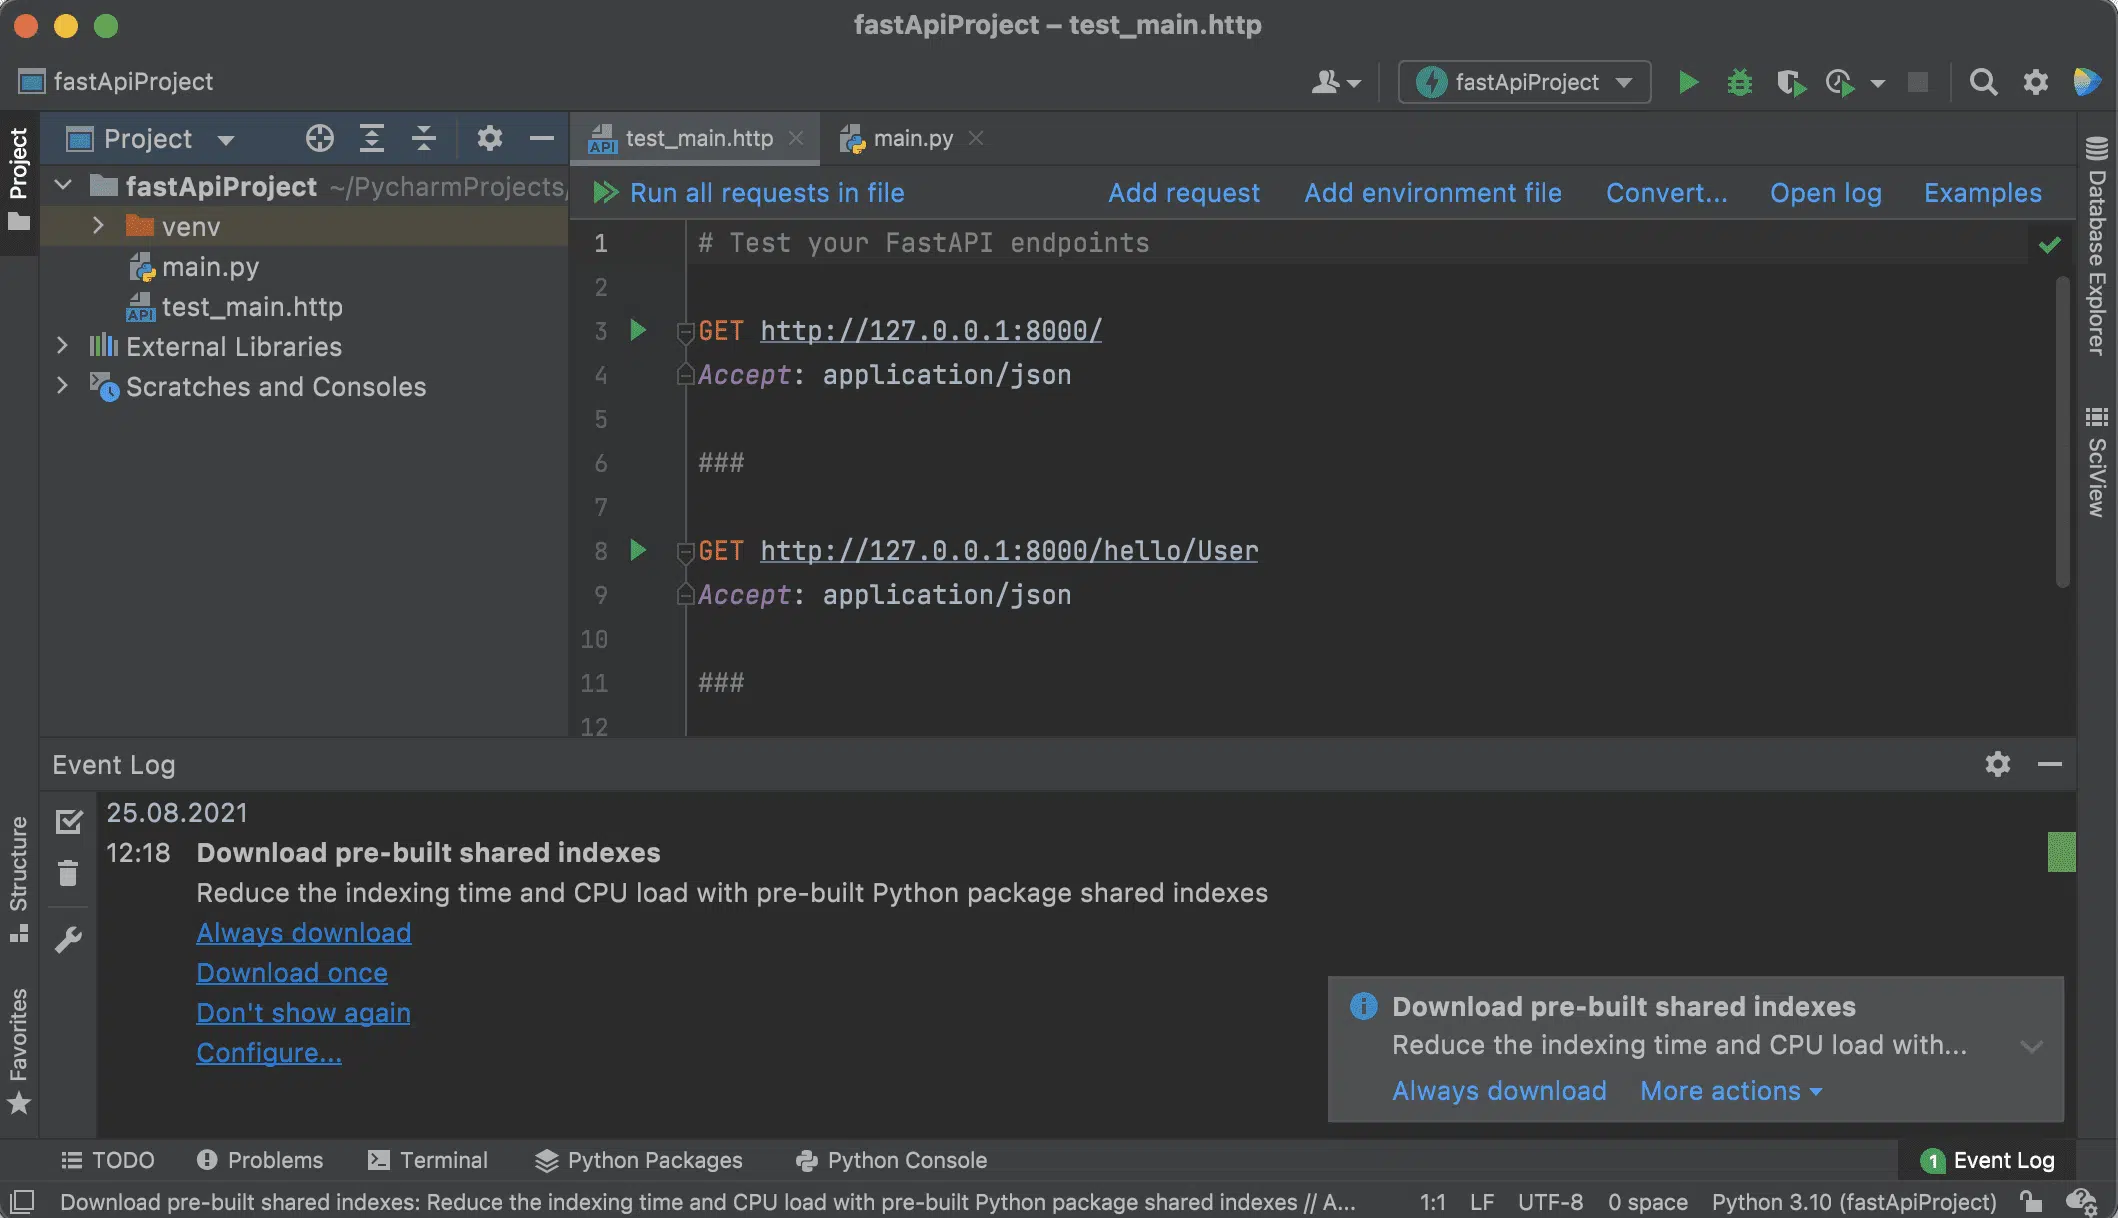 fastApiProject – test_main.http
fastApiProject
fastApiProject
Project
Project
test_main.http
main.py
fastApiProject ~/PycharmProjects/
venv
main.py
API test_main.http
External Libraries
Scratches and Consoles
API
Run all requests in file Add request Add environment file Convert... Open log Examples
1 # Test your FastAPI endpoints
2
3 GET http://127.0.0.1:8000/
4 Accept: application/json
5
6 ###
7
8 GET http://127.0.0.1:8000/hello/User
9 Accept: application/json
10
11 ###
12
Database Explorer
SciView
Structure
Favorites
Event Log
25.08.2021
12:18 Download pre-built shared indexes
Reduce the indexing time and CPU load with pre-built Python package shared indexes
Always download
Download once
Don't show again
Configure...
Download pre-built shared indexes
Reduce the indexing time and CPU load with...
Always download More actions
TODO Problems Terminal Python Packages Python Console 1 Event Log
Download pre-built shared indexes: Reduce the indexing time and CPU load with pre-built Python package shared indexes // A... 1:1 LF UTF-8 0 space Python 3.10 (fastApiProject)